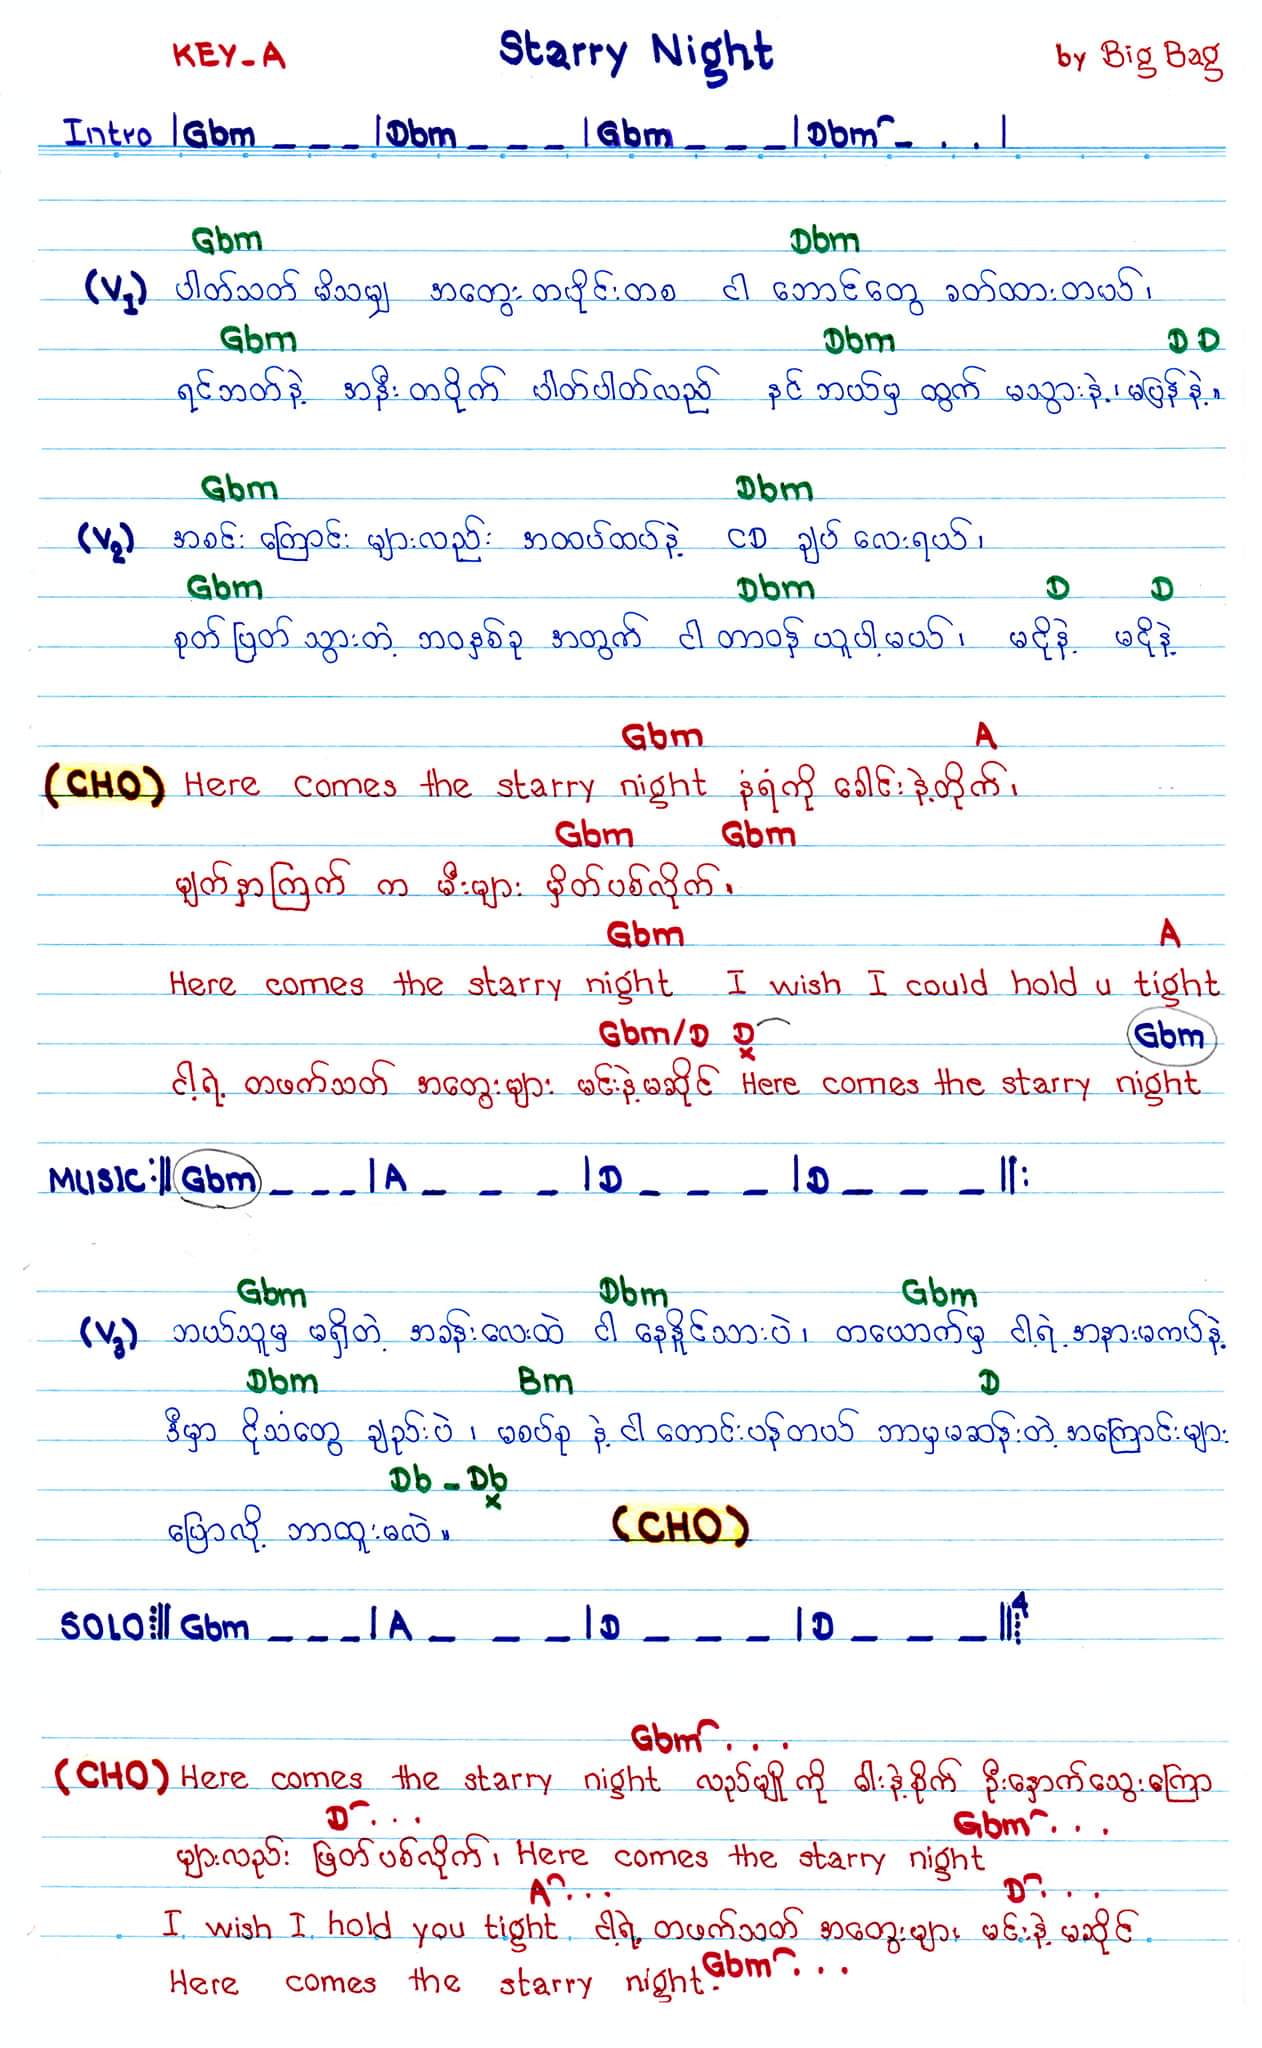 KEY-A Starry Night by Big Bag
Intro |Gbm _ _ _ |Dbm _ _ _ |Gbm _ _ _ |Dbm⌒ _ . . |
Gbm Dbm
(V1) ပါတ်သတ် မိသမျှ အတွေး တပိုင်းတစ ငါ ဘောင်တွေ ခတ်ထားတယ်၊
Gbm Dbm D D
ရင်ဘတ်နဲ့ အနီး တဝိုက် ပါတ်ပါတ်လည် နင် ဘယ်မှ ထွက် မသွားနဲ့၊ မပြန်နဲ့။
Gbm Dbm
(V2) အစင်း ကြောင်း များလည်း အထပ်ထပ်နဲ့ CD ချပ် လေးရယ်၊
Gbm Dbm D D
စုတ်ပြတ် သွားတဲ့ ဘဝနှစ်ခု အတွက် ငါ တာဝန် ယူပါ့မယ်၊ မငိုနဲ့ မငိုနဲ့
Gbm A
(CHO) Here comes the starry night နံရံကို ခေါင်းနဲ့တိုက်၊
Gbm Gbm
မျက်နှာကြက် က မီးများ မှိတ်ပစ်လိုက်၊
Gbm A
Here comes the starry night I wish I could hold u tight
Gbm/D D⌒ x Gbm
ငါ့ရဲ့ တဖက်သတ် အတွေးများ မင်းနဲ့မဆိုင် Here comes the starry night
MUSIC:‖ Gbm _ _ _ |A _ _ _ |D _ _ _ |D _ _ _ ‖:
Gbm Dbm Gbm
(V3) ဘယ်သူမှ မရှိတဲ့ အခန်းလေးထဲ ငါ နေနိူင်သားပဲ၊ တယောက်မှ ငါ့ရဲ့ အနားမကပ်နဲ့
Dbm Bm D
ဒီမှာ ငိုသံတွေ ချည်းပဲ ၊ မစပ်စု နဲ့ ငါ တောင်းပန်တယ် ဘာမှမဆန်းတဲ့ အကြောင်းများ
Db - Db x
ပြောလို့ ဘာထူးမလဲ။ (CHO)
SOLO‖ Gbm _ _ _ |A _ _ _ |D _ _ _ |D _ _ _ ‖ 4
Gbm⌒ . . .
(CHO) Here comes the starry night လည်မျိုကို ဓါးနဲ့စိုက် ဦးနှောက်သွေးကြော
D⌒ . . . Gbm⌒ . . .
များလည်း ဖြတ်ပစ်လိုက်၊ Here comes the starry night
A⌒ . . . D⌒ . . .
I wish I hold you tight ငါ့ရဲ့ တဖက်သတ် အတွေးများ မင်းနဲ့ မဆိုင်
Here comes the starry night. Gbm⌒ . . .